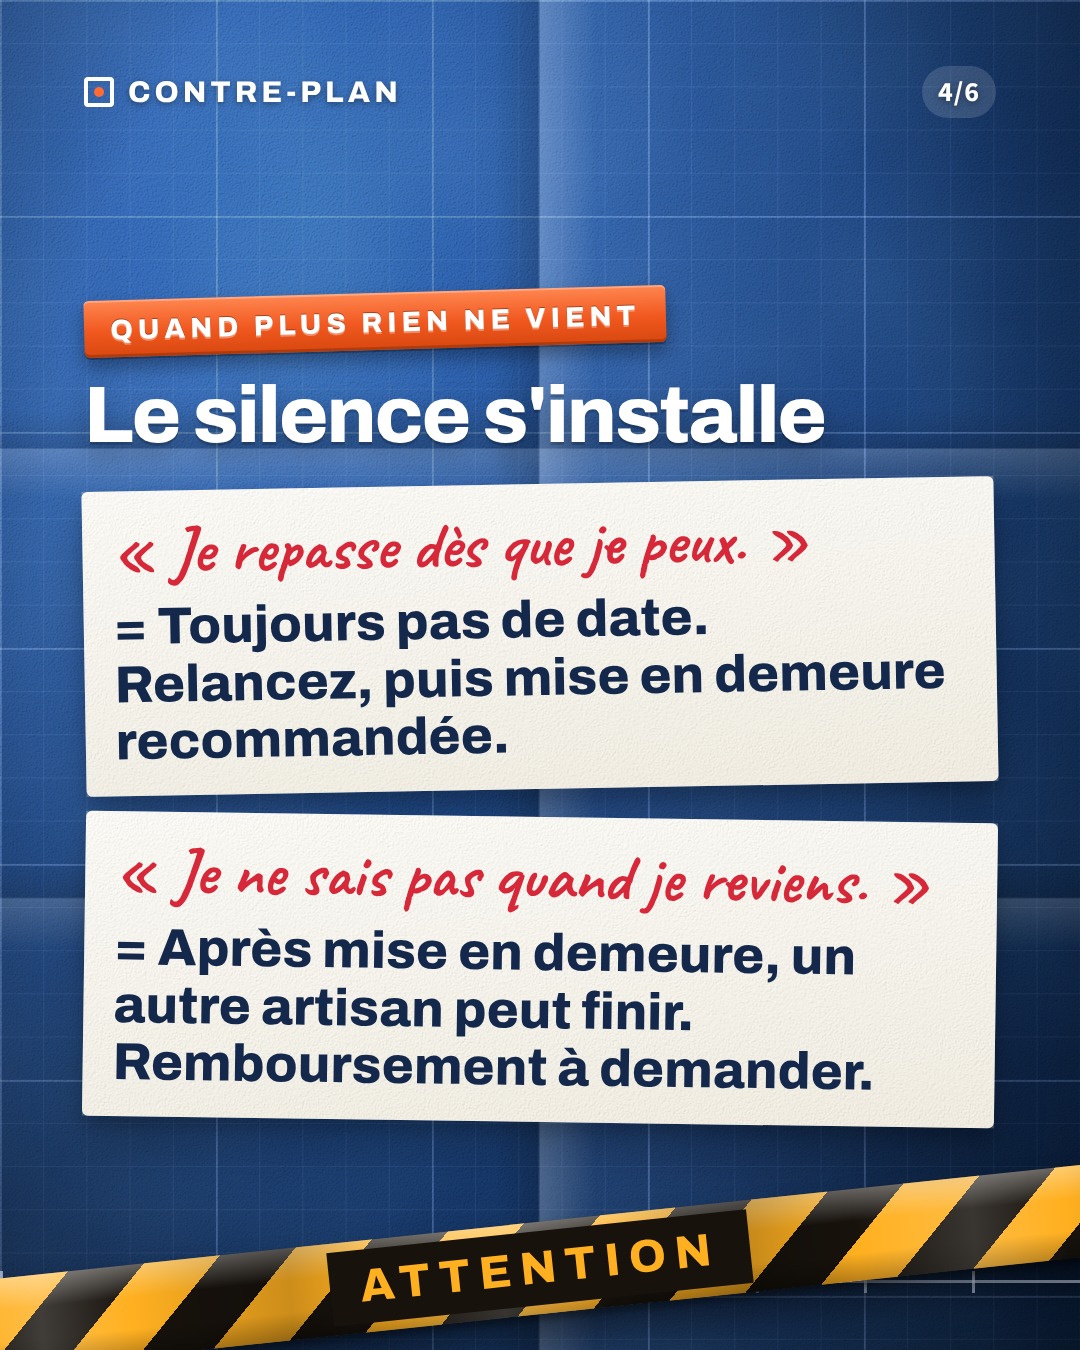 CONTRE-PLAN
4/6
QUAND PLUS RIEN NE VIENT
Le silence s'installe
« Je repasse dès que je peux. »
= Toujours pas de date.
Relancez, puis mise en demeure
recommandée.
« Je ne sais pas quand je reviens. »
= Après mise en demeure, un
autre artisan peut finir.
Remboursement à demander.
ATTENTION